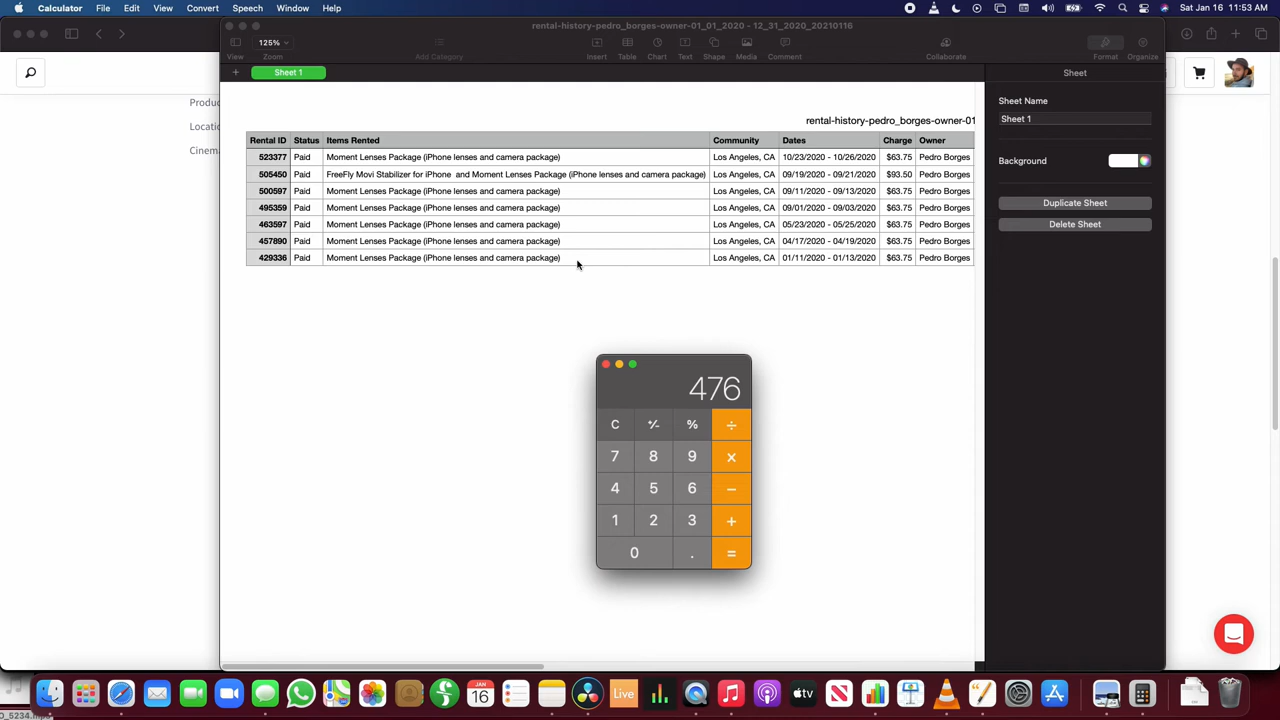 Calculator File Edit View Convert Speech Window Help Sat Jan 16 11:53 AM
rental-history-pedro_borges-owner-01_01_2020 - 12_31_2020_20210116
125%
View Zoom Add Category Insert Table Chart Text Shape Media Comment Collaborate Format Organize
Sheet 1
Sheet
Produc
Locatio
Cinem
Sheet Name
Sheet 1
Background
Duplicate Sheet
Delete Sheet
rental-history-pedro_borges-owner-01
Rental ID Status Items Rented Community Dates Charge Owner
523377 Paid Moment Lenses Package (iPhone lenses and camera package) Los Angeles, CA 10/23/2020 - 10/26/2020 $63.75 Pedro Borges
505450 Paid FreeFly Movi Stabilizer for iPhone and Moment Lenses Package (iPhone lenses and camera package) Los Angeles, CA 09/19/2020 - 09/21/2020 $93.50 Pedro Borges
500597 Paid Moment Lenses Package (iPhone lenses and camera package) Los Angeles, CA 09/11/2020 - 09/13/2020 $63.75 Pedro Borges
495359 Paid Moment Lenses Package (iPhone lenses and camera package) Los Angeles, CA 09/01/2020 - 09/03/2020 $63.75 Pedro Borges
463597 Paid Moment Lenses Package (iPhone lenses and camera package) Los Angeles, CA 05/23/2020 - 05/25/2020 $63.75 Pedro Borges
457890 Paid Moment Lenses Package (iPhone lenses and camera package) Los Angeles, CA 04/17/2020 - 04/19/2020 $63.75 Pedro Borges
429336 Paid Moment Lenses Package (iPhone lenses and camera package) Los Angeles, CA 01/11/2020 - 01/13/2020 $63.75 Pedro Borges
476
C +/- % ÷
7 8 9 ×
4 5 6 −
1 2 3 +
0 . =
16 Live tv